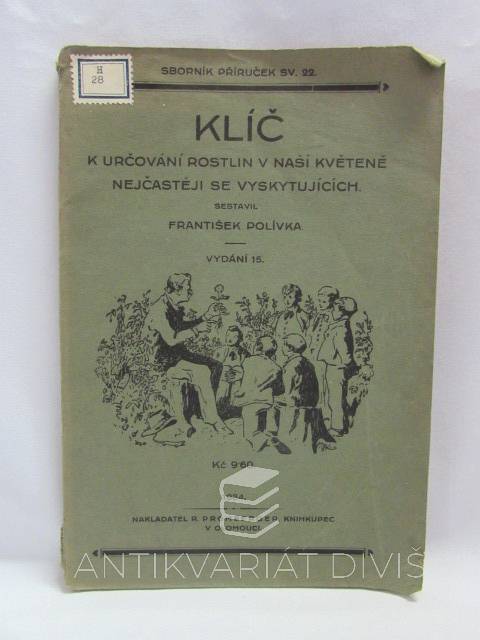 H
28
SBORNÍK PŘÍRUČEK SV. 22.
KLÍČ
K URČOVÁNÍ ROSTLIN V NAŠÍ KVĚTENĚ
NEJČASTĚJI SE VYSKYTUJÍCÍCH.
SESTAVIL
FRANTIŠEK POLÍVKA.
VYDÁNÍ 15.
Kč 9·60
NAKLADATEL R. PROMBERGER, KNIHKUPEC
V OLOMOUCI.
ANTIKVARIÁT DIVIŠ